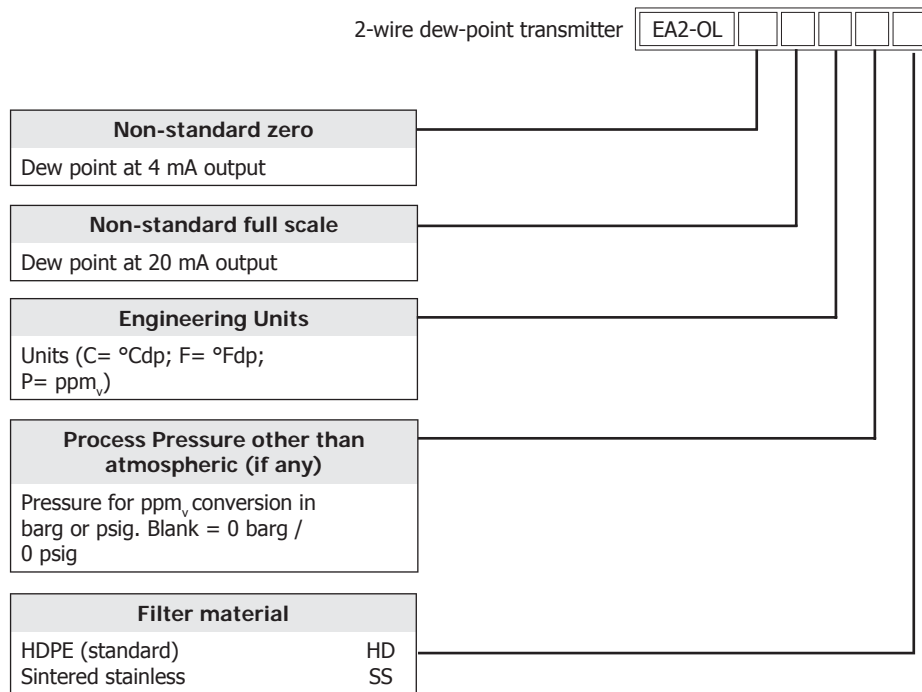 2-wire dew-point transmitter EA2-OL
Non-standard zero
Dew point at 4 mA output
Non-standard full scale
Dew point at 20 mA output
Engineering Units
Units (C= °Cdp; F= °Fdp;
P= ppmv)
Process Pressure other than
atmospheric (if any)
Pressure for ppmv conversion in
barg or psig. Blank = 0 barg /
0 psig
Filter material
HDPE (standard) HD
Sintered stainless SS